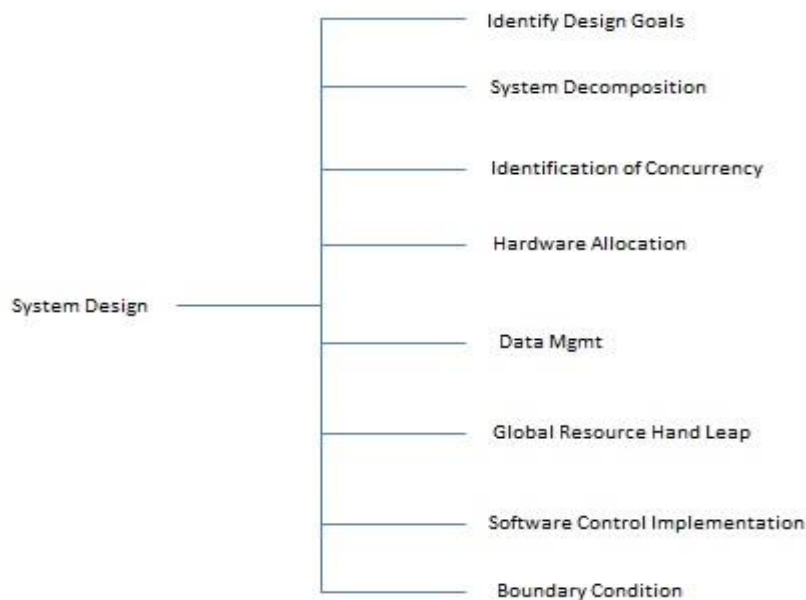 Identify Design Goals
System Decomposition
Identification of Concurrency
Hardware Allocation
System Design
Data Mgmt
Global Resource Hand Leap
Software Control Implementation
Boundary Condition